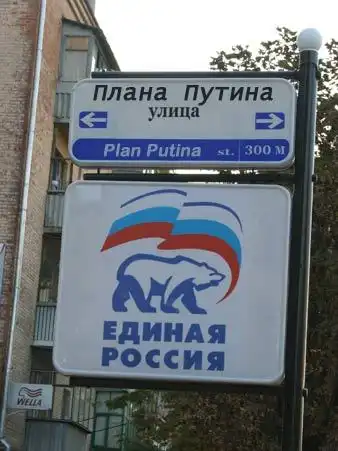 Плана Путина
улица
Plan Putina st. 300 М
ЕДИНАЯ
РОССИЯ
WELLA